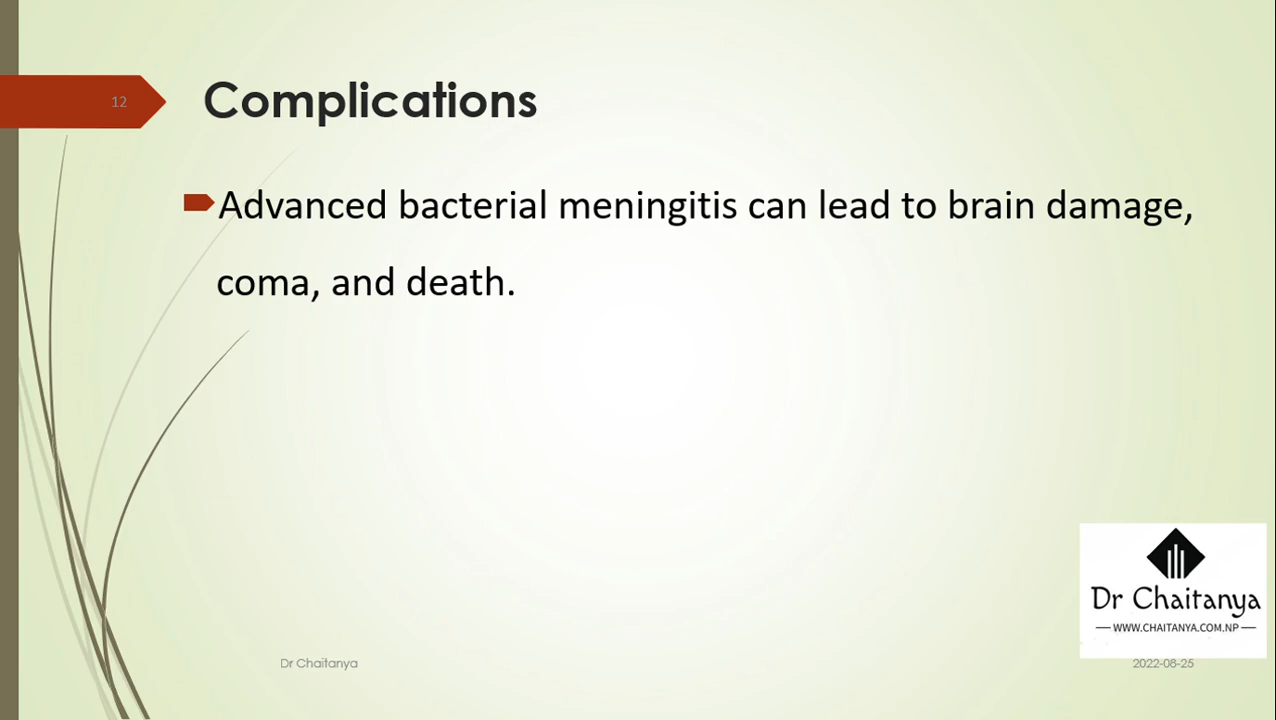 12
Complications
Advanced bacterial meningitis can lead to brain damage,
coma, and death.
Dr Chaitanya
WWW.CHAITANYA.COM.NP
Dr Chaitanya
2022-08-25